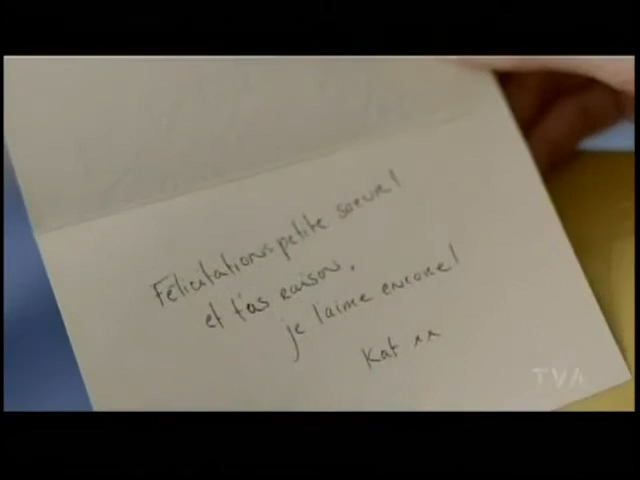 Félicitations petite soeur!
et t'as raison,
je l'aime encore!
Kat xx
TVA